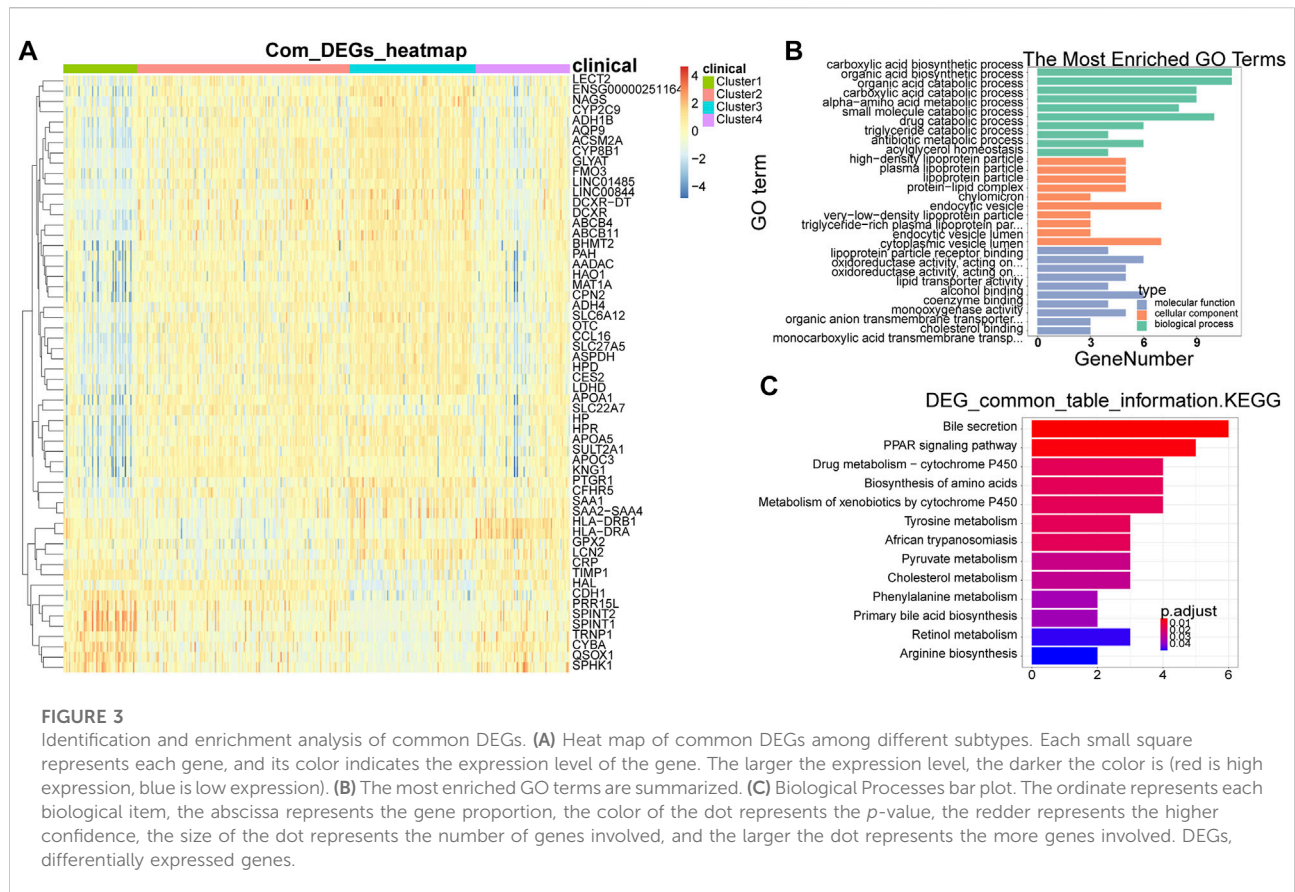 A
Com_DEGs_heatmap
clinical
LECT2
ENSG00000251164
NAGS
CYP2C9
ADH1B
AQP9
ACSM2A
CYP8B1
GLYAT
FMO3
LINC01485
LINC00844
DCXR-DT
DCXR
ABCB4
ABCB11
BHMT2
PAH
AADAC
HAO1
MAT1A
CPN2
ADH4
SLC6A12
OTC
CCL16
SLC27A5
ASPDH
HPD
CES2
LDHD
APOA1
SLC22A7
HP
HPR
APOA5
SULT2A1
APOC3
KNG1
PTGR1
CFHR5
SAA1
SAA2-SAA4
HLA-DRB1
HLA-DRA
GPX2
LCN2
CRP
TIMP1
HAL
CDH1
PRR15L
SPINT2
SPINT1
TRNP1
CYBA
QSOX1
SPHK1
4
2
0
−2
−4
clinical
Cluster1
Cluster2
Cluster3
Cluster4
B
The Most Enriched GO Terms
GO term
carboxylic acid biosynthetic process
organic acid biosynthetic process
organic acid catabolic process
carboxylic acid catabolic process
alpha-amino acid metabolic process
small molecule catabolic process
drug catabolic process
triglyceride catabolic process
antibiotic metabolic process
acylglycerol homeostasis
high-density lipoprotein particle
plasma lipoprotein particle
lipoprotein particle
protein-lipid complex
chylomicron
endocytic vesicle
very-low-density lipoprotein particle
triglyceride-rich plasma lipoprotein par...
endocytic vesicle lumen
cytoplasmic vesicle lumen
lipoprotein particle receptor binding
oxidoreductase activity, acting on...
oxidoreductase activity, acting on...
lipid transporter activity
alcohol binding
coenzyme binding
monooxygenase activity
organic anion transmembrane transporter...
cholesterol binding
monocarboxylic acid transmembrane transp...
type
molecular function
cellular component
biological process
0 3 6 9
GeneNumber
C
DEG_common_table_information.KEGG
Bile secretion
PPAR signaling pathway
Drug metabolism − cytochrome P450
Biosynthesis of amino acids
Metabolism of xenobiotics by cytochrome P450
Tyrosine metabolism
African trypanosomiasis
Pyruvate metabolism
Cholesterol metabolism
Phenylalanine metabolism
Primary bile acid biosynthesis
Retinol metabolism
Arginine biosynthesis
p.adjust
0.01
0.02
0.03
0.04
0 2 4 6
FIGURE 3
Identification and enrichment analysis of common DEGs. (A) Heat map of common DEGs among different subtypes. Each small square
represents each gene, and its color indicates the expression level of the gene. The larger the expression level, the darker the color is (red is high
expression, blue is low expression). (B) The most enriched GO terms are summarized. (C) Biological Processes bar plot. The ordinate represents each
biological item, the abscissa represents the gene proportion, the color of the dot represents the p-value, the redder represents the higher
confidence, the size of the dot represents the number of genes involved, and the larger the dot represents the more genes involved. DEGs,
differentially expressed genes.